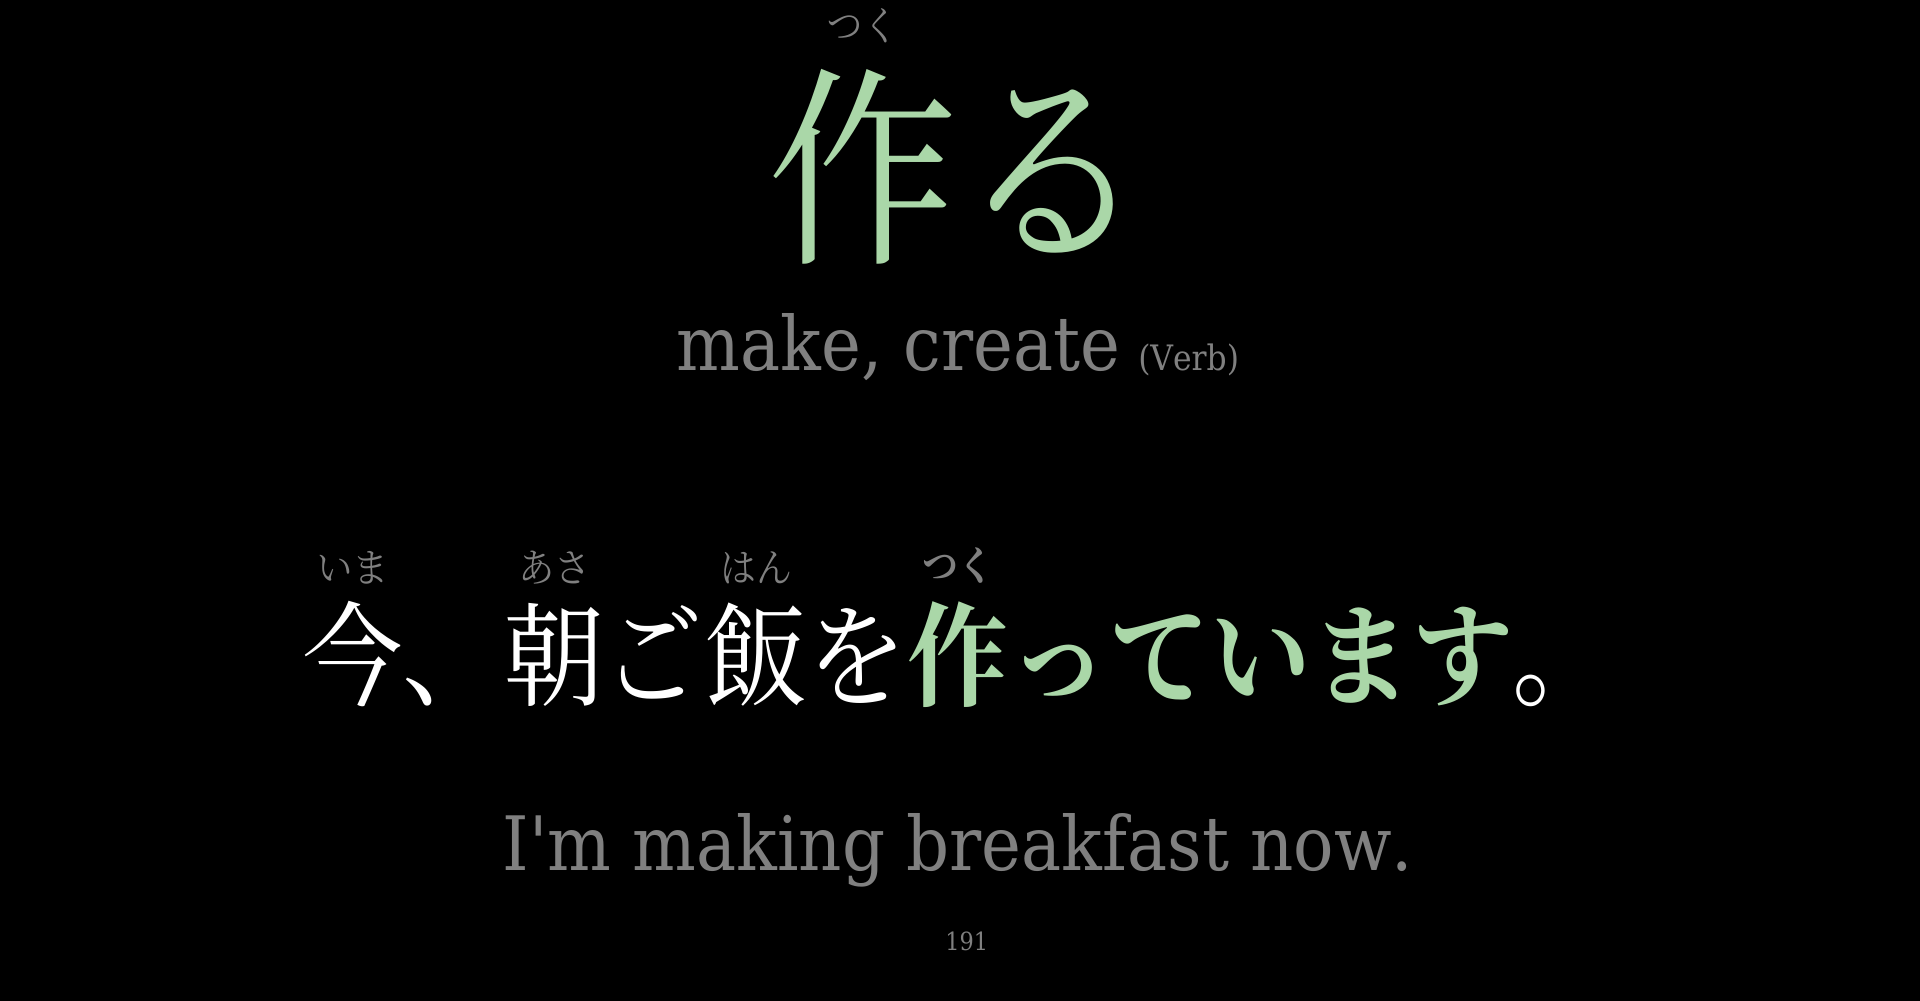 つく
作る
make, create (Verb)
いま あさ はん つく
今、朝ご飯を作っています。
I'm making breakfast now.
191